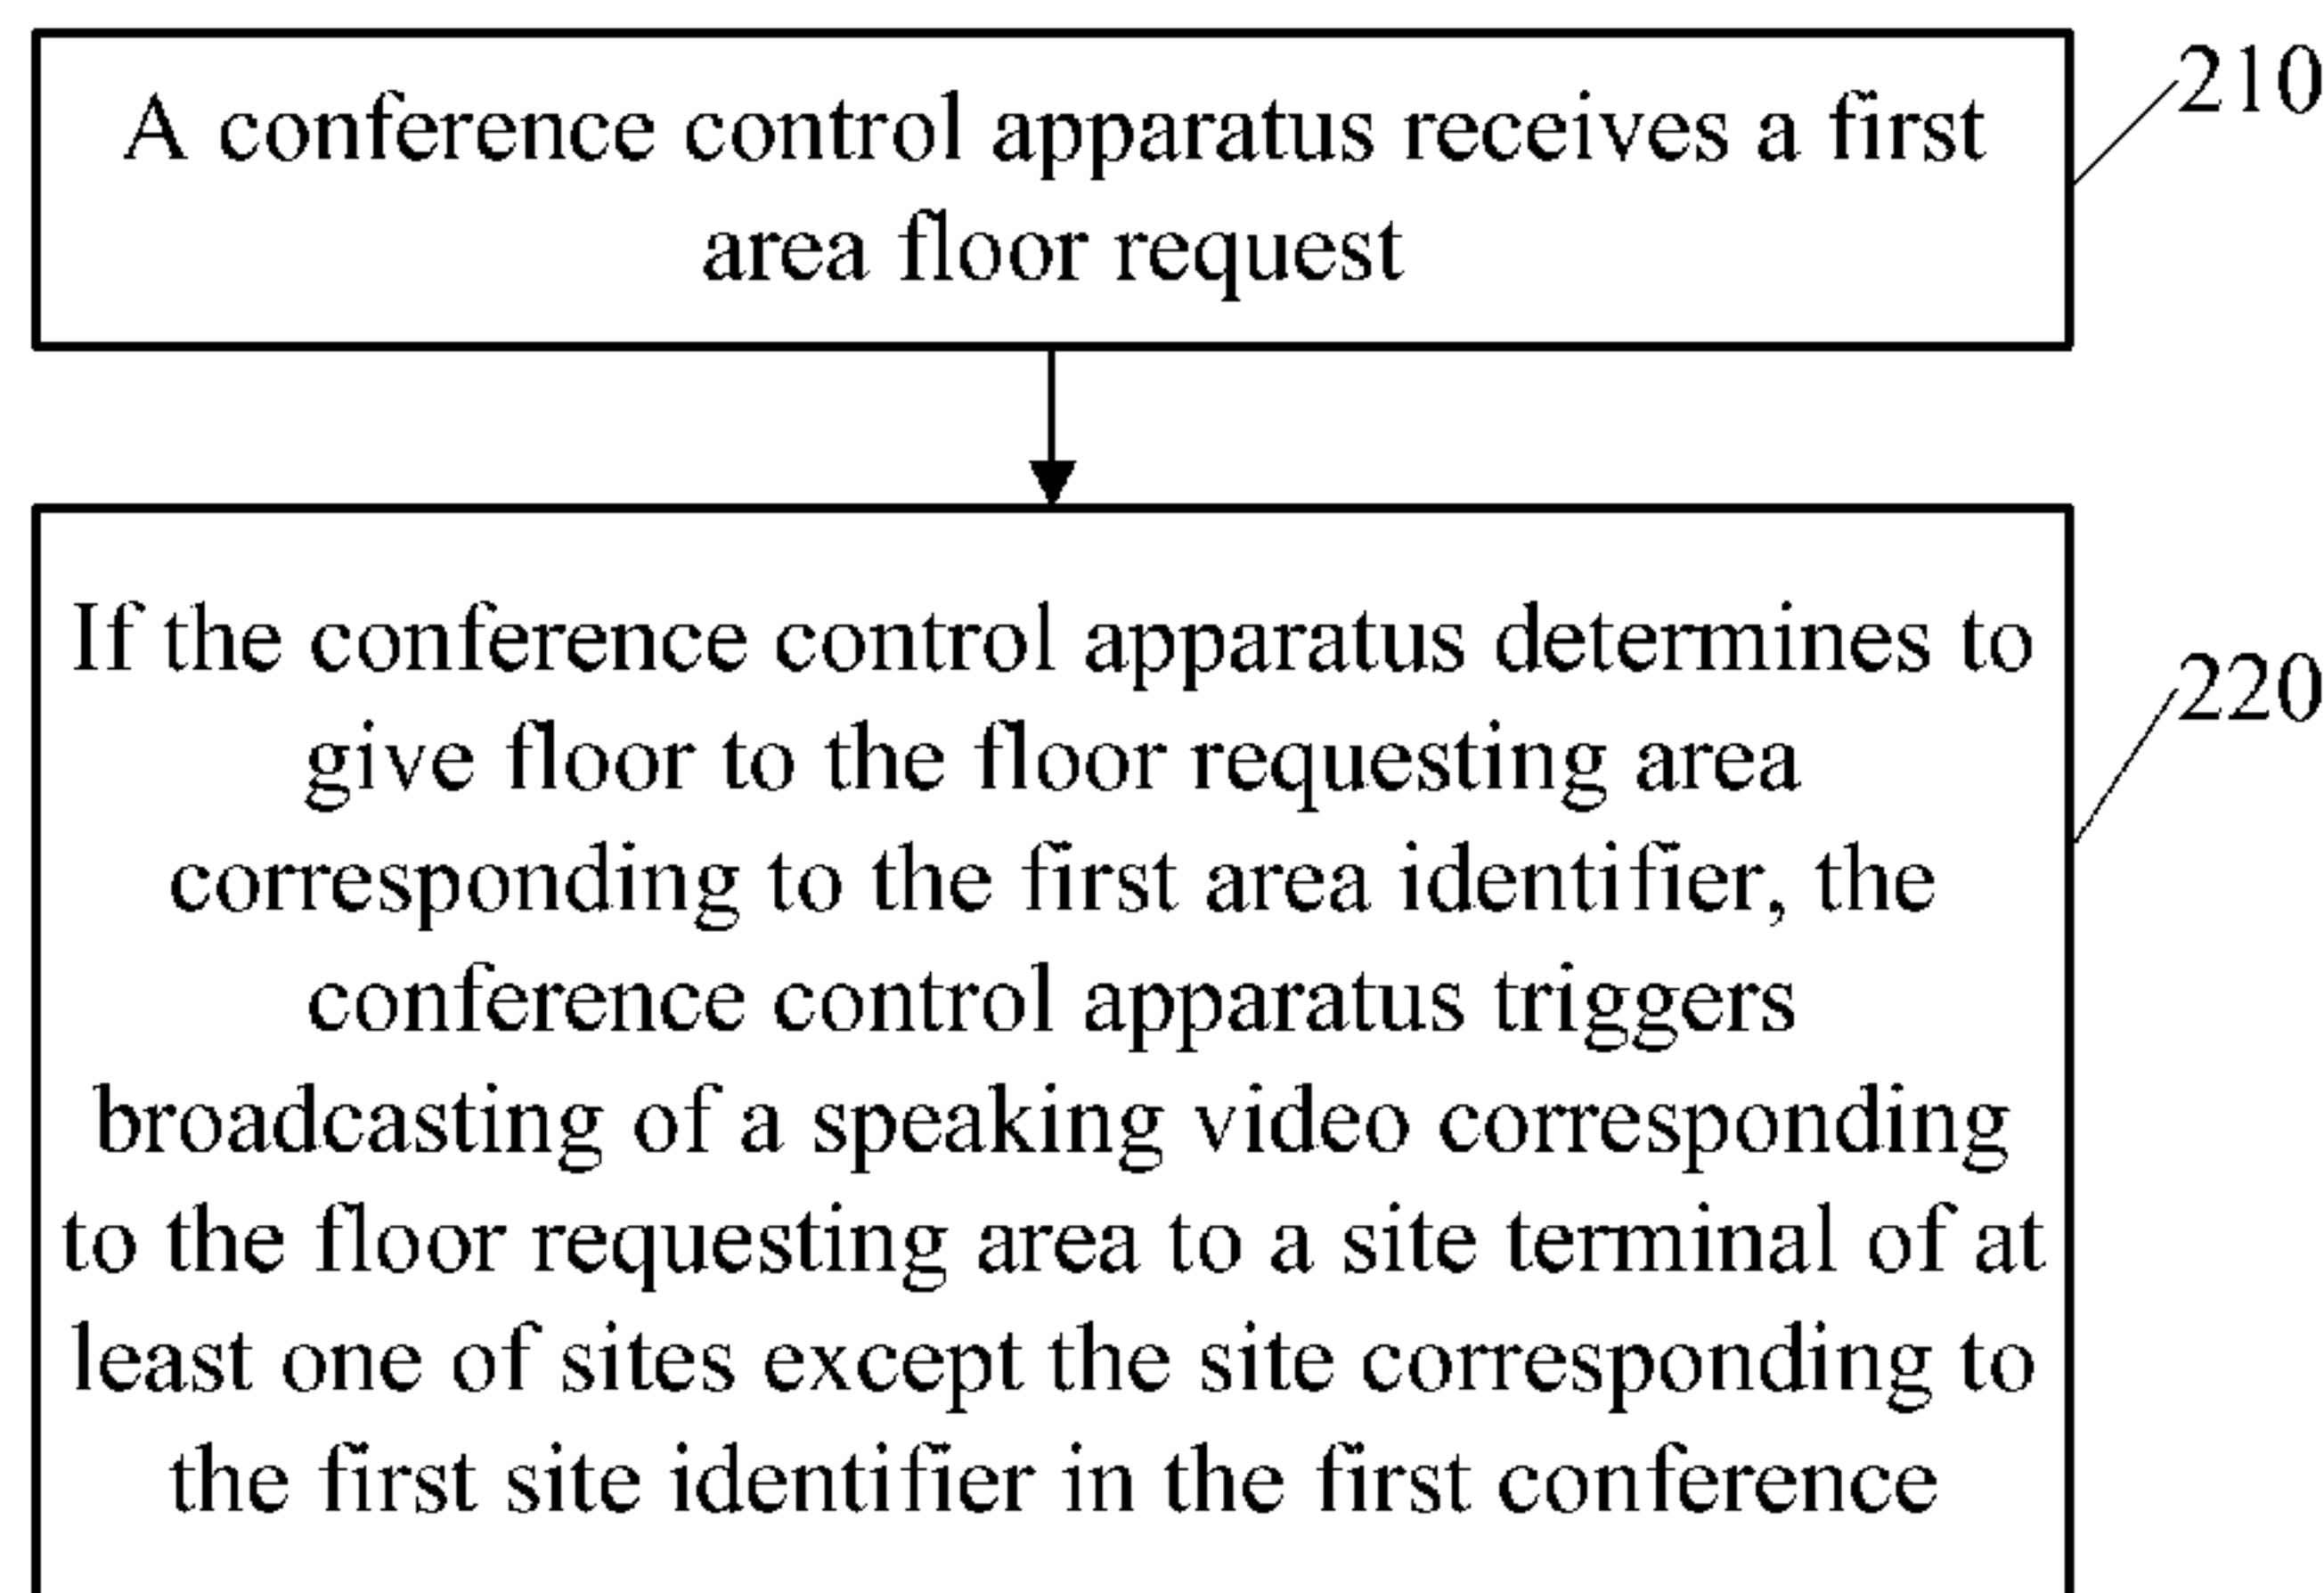 A conference control apparatus receives a first
area floor request
210
If the conference control apparatus determines to
give floor to the floor requesting area
corresponding to the first area identifier, the
conference control apparatus triggers
broadcasting of a speaking video corresponding
to the floor requesting area to a site terminal of at
least one of sites except the site corresponding to
the first site identifier in the first conference
220